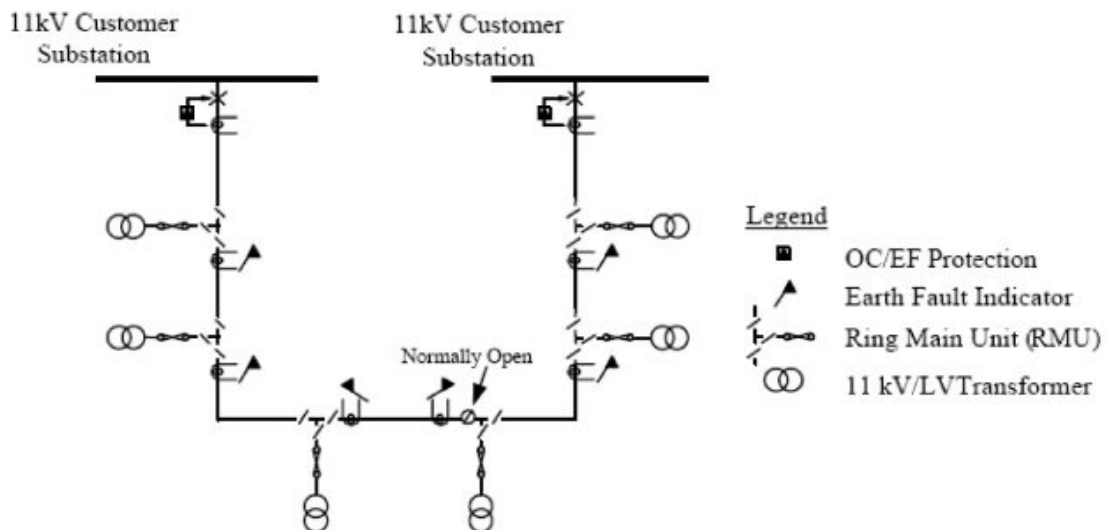 11kV Customer
Substation
11kV Customer
Substation
Legend
OC/EF Protection
Earth Fault Indicator
Ring Main Unit (RMU)
11 kV/LVTransformer
Normally Open